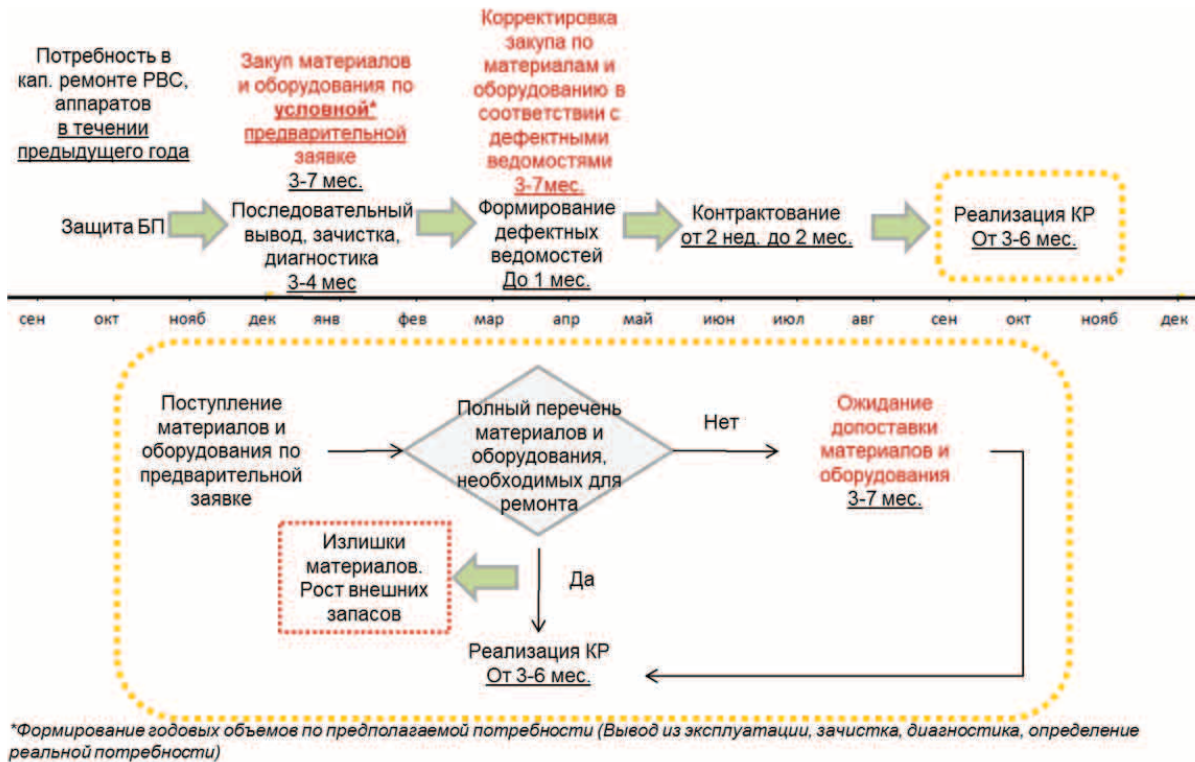 Потребность в
кап. ремонте РВС,
аппаратов
в течении
предыдущего года
Закуп материалов
и оборудования по
условной*
предварительной
заявке
3-7 мес.
Корректировка
закупа по
материалам и
оборудованию в
соответствии с
дефектными
ведомостями
3-7мес.
Защита БП
Последовательный
вывод, зачистка,
диагностика
3-4 мес
Формирование
дефектных
ведомостей
До 1 мес.
Контрактование
от 2 нед. до 2 мес.
Реализация КР
От 3-6 мес.
сен окт нояб дек янв фев мар апр май июн июл авг сен окт нояб дек
Поступление
материалов и
оборудования по
предварительной
заявке
Полный перечень
материалов и
оборудования,
необходимых для
ремонта
Нет
Ожидание
допоставки
материалов и
оборудования
3-7 мес.
Излишки
материалов.
Рост внешних
запасов
Да
Реализация КР
От 3-6 мес.
*Формирование годовых объемов по предполагаемой потребности (Вывод из эксплуатации, зачистка, диагностика, определение
реальной потребности)